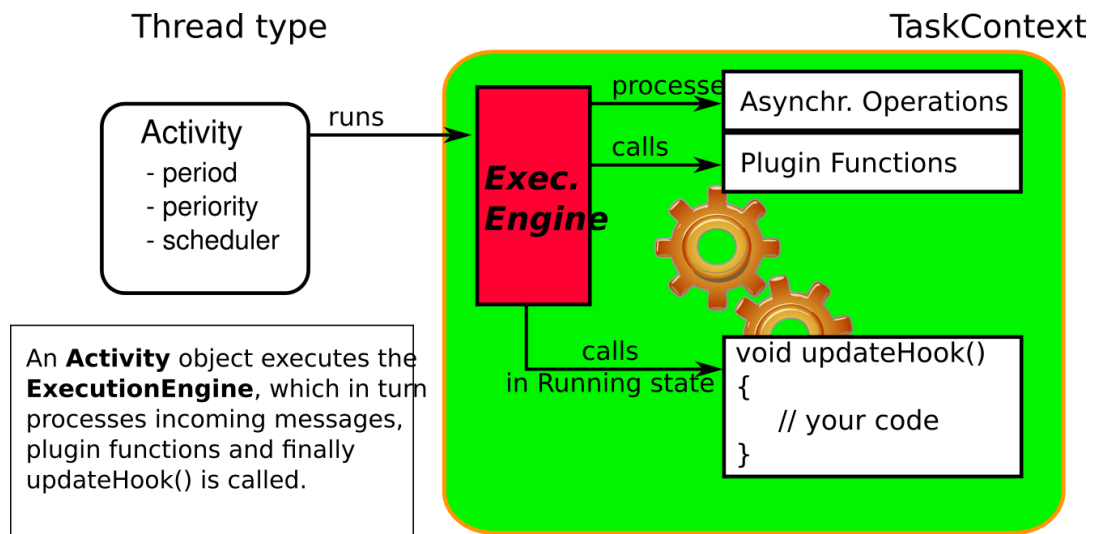 Thread type
TaskContext
Activity
- period
- periority
- scheduler
runs
Exec.
Engine
processe
Asynchr. Operations
calls
Plugin Functions
calls
in Running state
void updateHook()
{
// your code
}
An Activity object executes the
ExecutionEngine, which in turn
processes incoming messages,
plugin functions and finally
updateHook() is called.